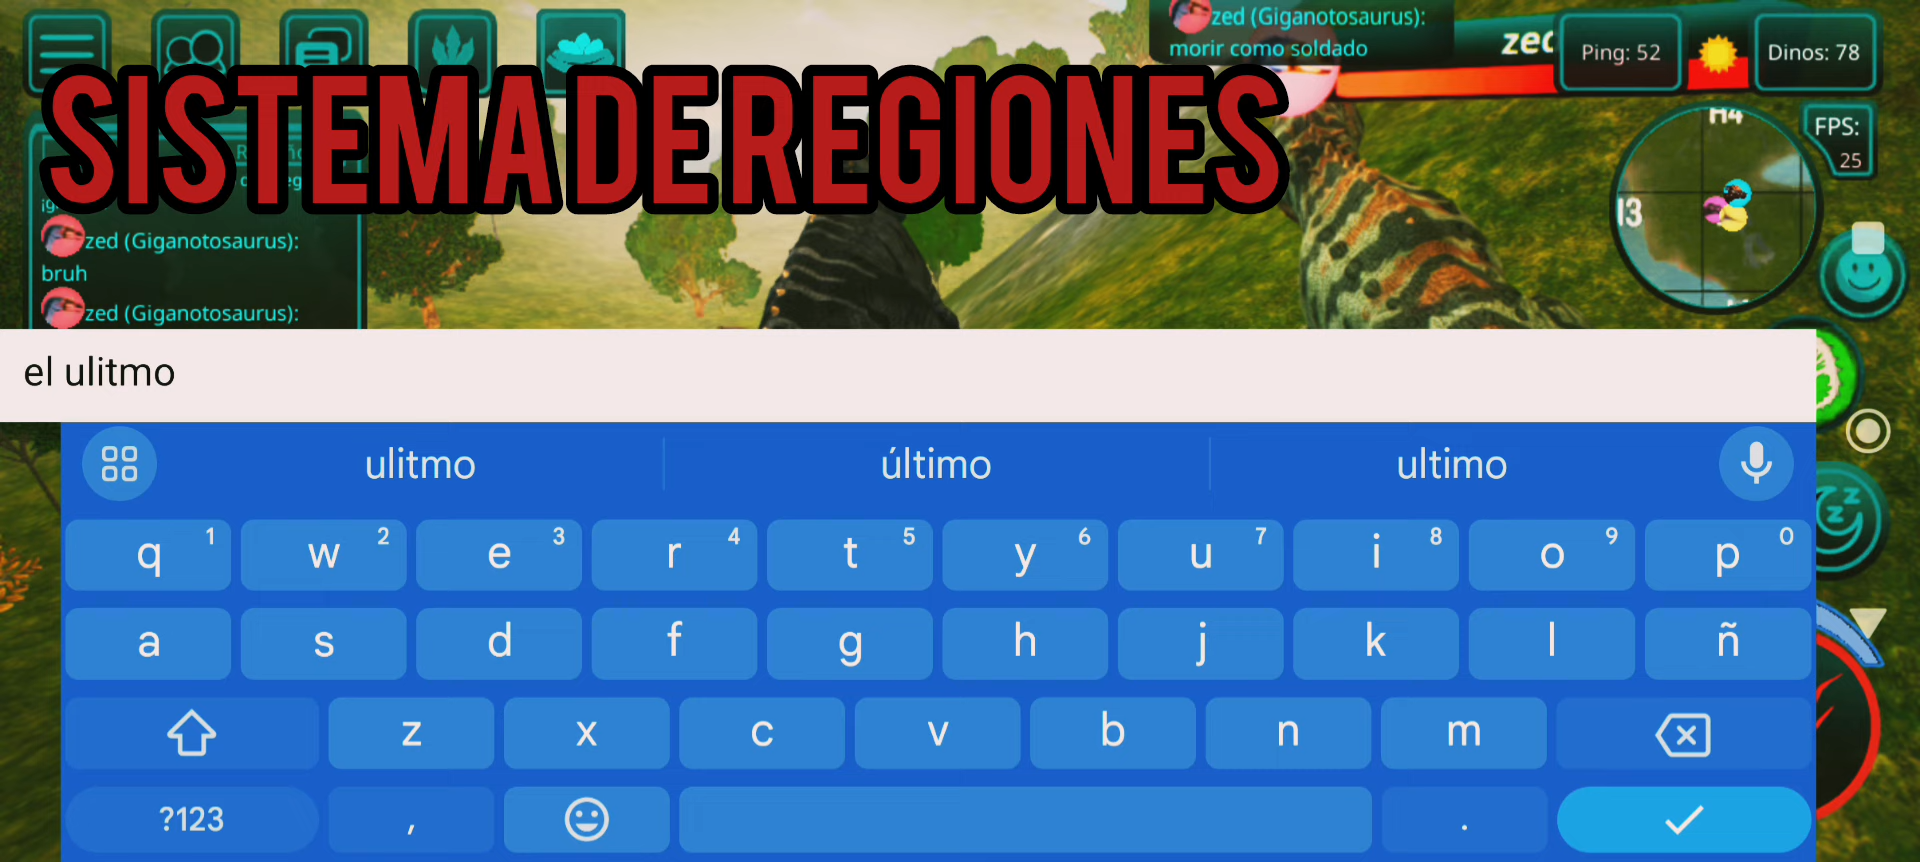 zed (Giganotosaurus):
morir como soldado
zed
Ping: 52
Dinos: 78
SISTEMA DE REGIONES
H4
FPS:
25
I3
zed (Giganotosaurus):
bruh
zed (Giganotosaurus):
el ulitmo
ulitmo último ultimo
q 1 w 2 e 3 r 4 t 5 y 6 u 7 i 8 o 9 p 0
a s d f g h j k l ñ
z x c v b n m
?123 , .